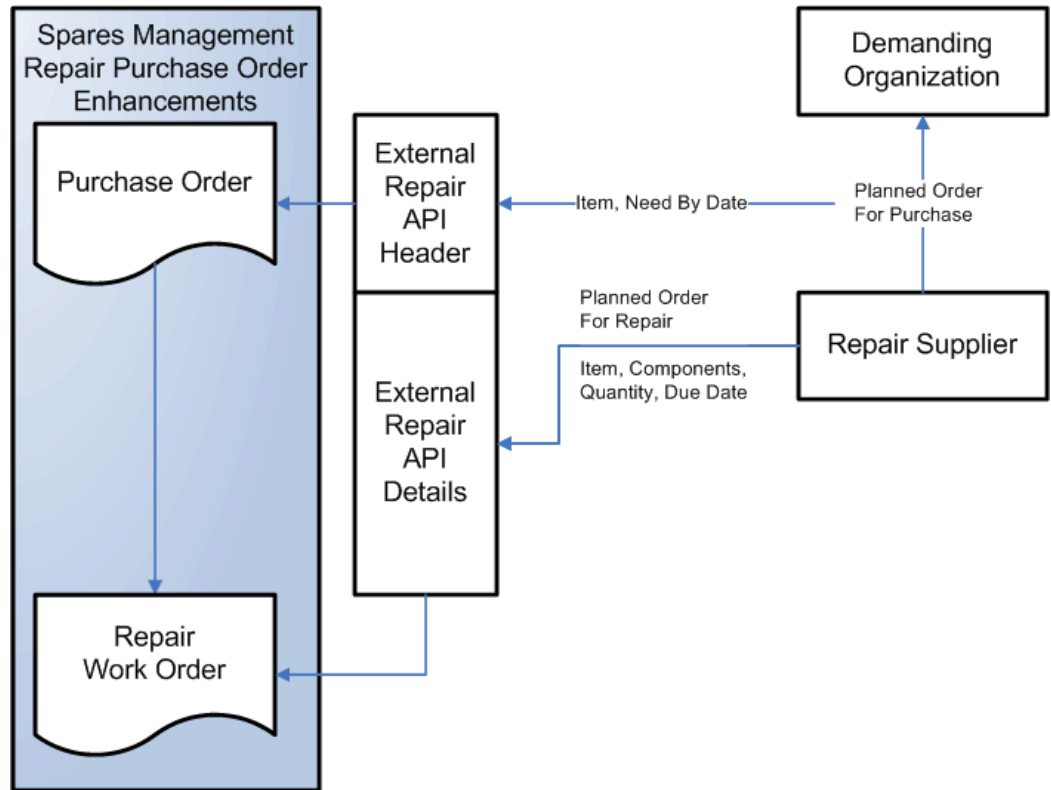 Spares Management
Repair Purchase Order
Enhancements
Purchase Order
External
Repair
API
Header
Item, Need By Date
Demanding
Organization
Planned Order
For Purchase
Planned Order
For Repair
Item, Components,
Quantity, Due Date
Repair Supplier
External
Repair
API
Details
Repair
Work Order